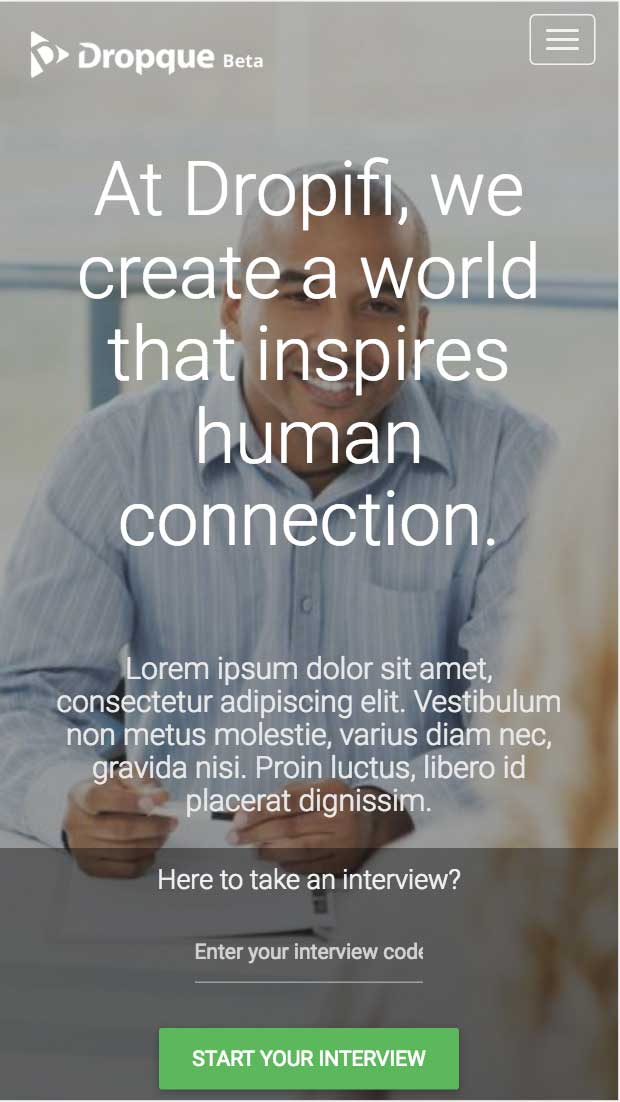 Dropque Beta
At Dropifi, we
create a world
that inspires
human
connection.
Lorem ipsum dolor sit amet,
consectetur adipiscing elit. Vestibulum
non metus molestie, varius diam nec,
gravida nisi. Proin luctus, libero id
placerat dignissim.
Here to take an interview?
Enter your interview code
START YOUR INTERVIEW